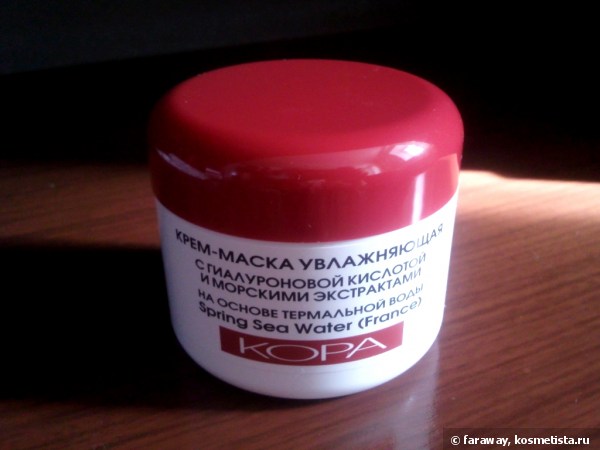 КРЕМ-МАСКА УВЛАЖНЯЮЩАЯ
С ГИАЛУРОНОВОЙ КИСЛОТОЙ
И МОРСКИМИ ЭКСТРАКТАМИ
НА ОСНОВЕ ТЕРМАЛЬНОЙ ВОДЫ
Spring Sea Water (France)
КОРА
© faraway, kosmetista.ru